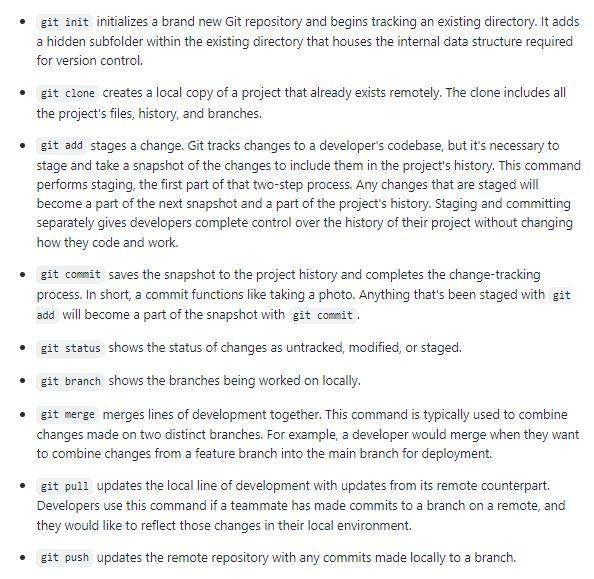 git init initializes a brand new Git repository and begins tracking an existing directory. It adds
a hidden subfolder within the existing directory that houses the internal data structure required
for version control.
git clone creates a local copy of a project that already exists remotely. The clone includes all
the project's files, history, and branches.
git add stages a change. Git tracks changes to a developer's codebase, but it's necessary to
stage and take a snapshot of the changes to include them in the project's history. This command
performs staging, the first part of that two-step process. Any changes that are staged will
become a part of the next snapshot and a part of the project's history. Staging and committing
separately gives developers complete control over the history of their project without changing
how they code and work.
git commit saves the snapshot to the project history and completes the change-tracking
process. In short, a commit functions like taking a photo. Anything that's been staged with git
add will become a part of the snapshot with git commit.
git status shows the status of changes as untracked, modified, or staged.
git branch shows the branches being worked on locally.
git merge merges lines of development together. This command is typically used to combine
changes made on two distinct branches. For example, a developer would merge when they want
to combine changes from a feature branch into the main branch for deployment.
git pull updates the local line of development with updates from its remote counterpart.
Developers use this command if a teammate has made commits to a branch on a remote, and
they would like to reflect those changes in their local environment.
git push updates the remote repository with any commits made locally to a branch.